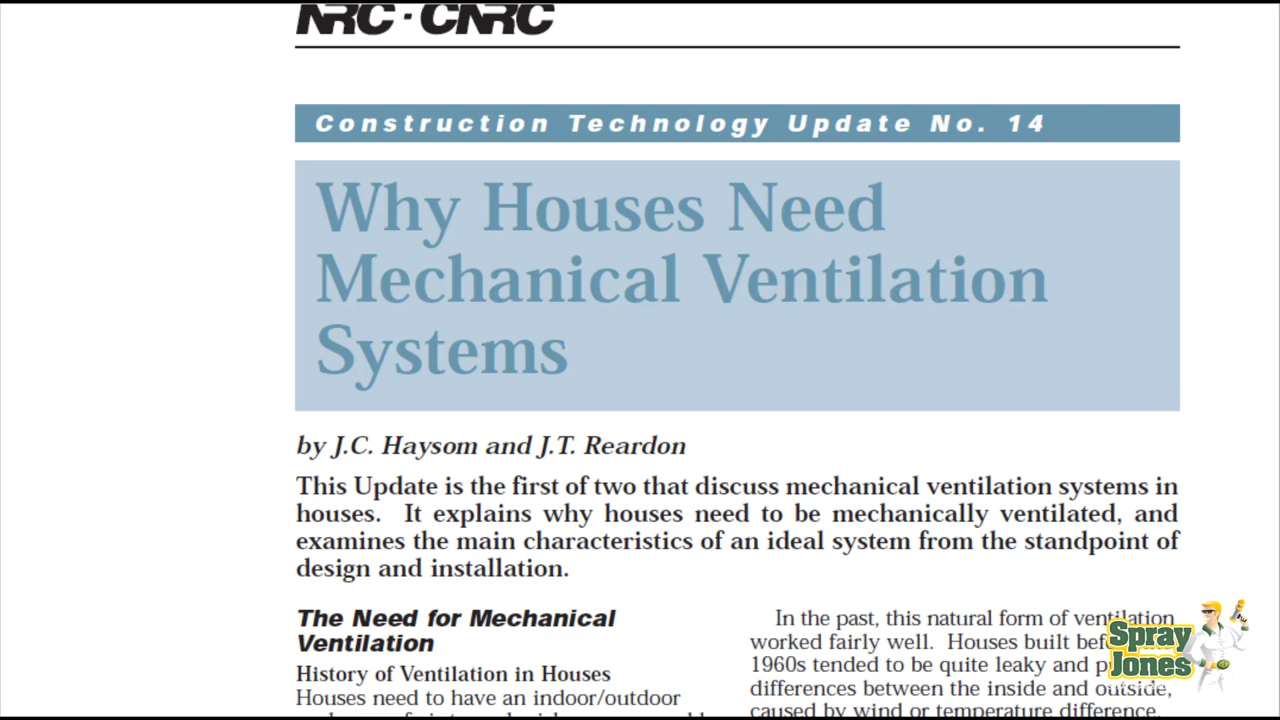 NRC · CNRC
Construction Technology Update No. 14
Why Houses Need
Mechanical Ventilation
Systems
by J.C. Haysom and J.T. Reardon
This Update is the first of two that discuss mechanical ventilation systems in
houses. It explains why houses need to be mechanically ventilated, and
examines the main characteristics of an ideal system from the standpoint of
design and installation.
The Need for Mechanical
Ventilation
History of Ventilation in Houses
Houses need to have an indoor/outdoor
In the past, this natural form of ventilation
worked fairly well. Houses built
1960s tended to be quite leaky and
differences between the inside and outside,
caused by wind or temperature difference.
Spray
Jones